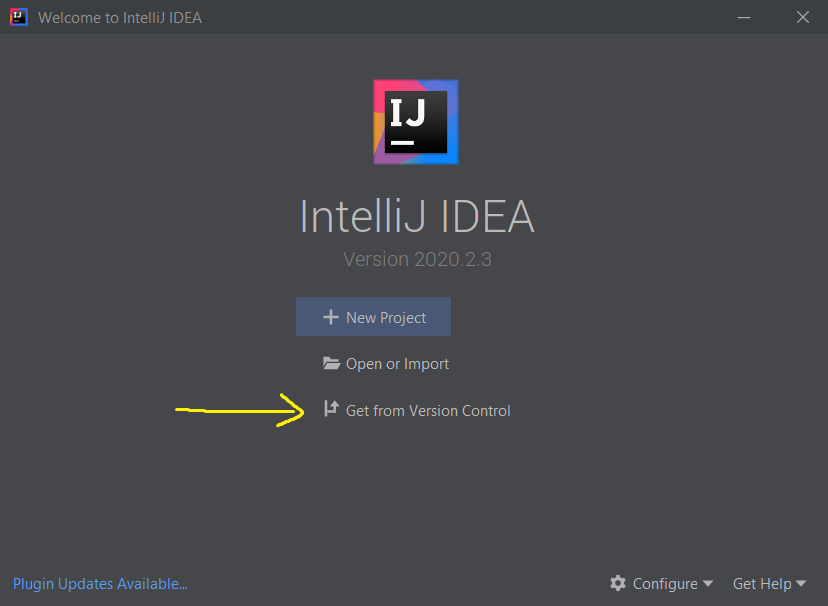 IJ Welcome to IntelliJ IDEA
IJ
IntelliJ IDEA
Version 2020.2.3
New Project
Open or Import
Get from Version Control
Plugin Updates Available...
Configure
Get Help